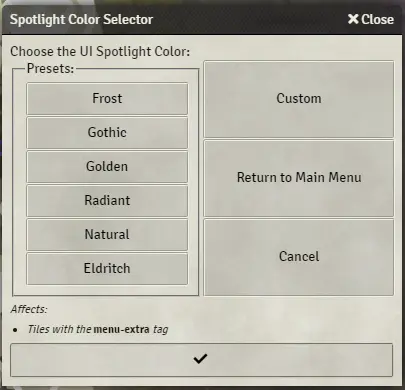 Spotlight Color Selector
Close
Choose the UI Spotlight Color:
Presets:
Frost
Gothic
Golden
Radiant
Natural
Eldritch
Custom
Return to Main Menu
Cancel
Affects:
Tiles with the menu-extra tag